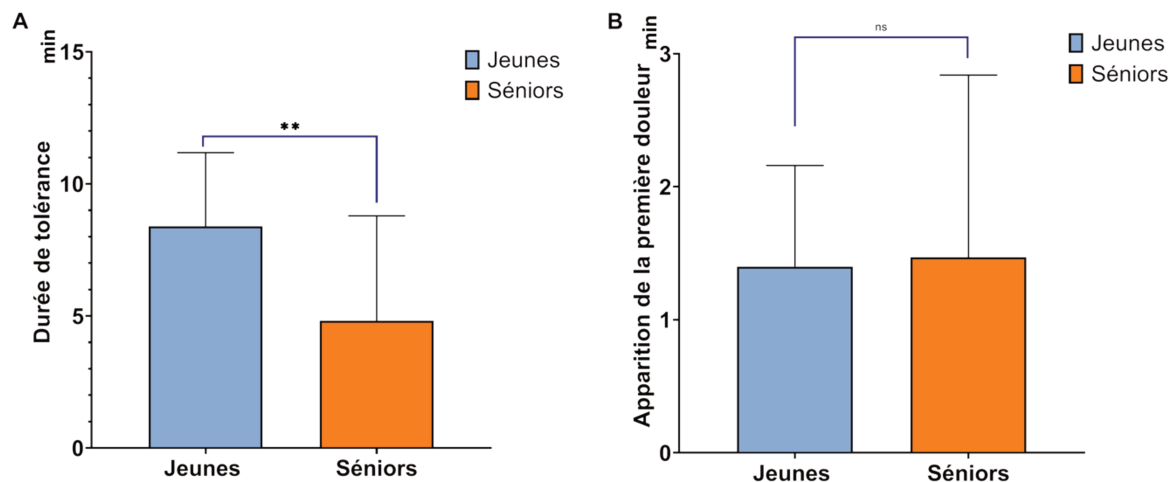 A
min
Durée de tolérance
15
10
5
0
**
Jeunes
Séniors
Jeunes
Séniors
B
min
Apparition de la première douleur
3
2
1
0
ns
Jeunes
Séniors
Jeunes
Séniors